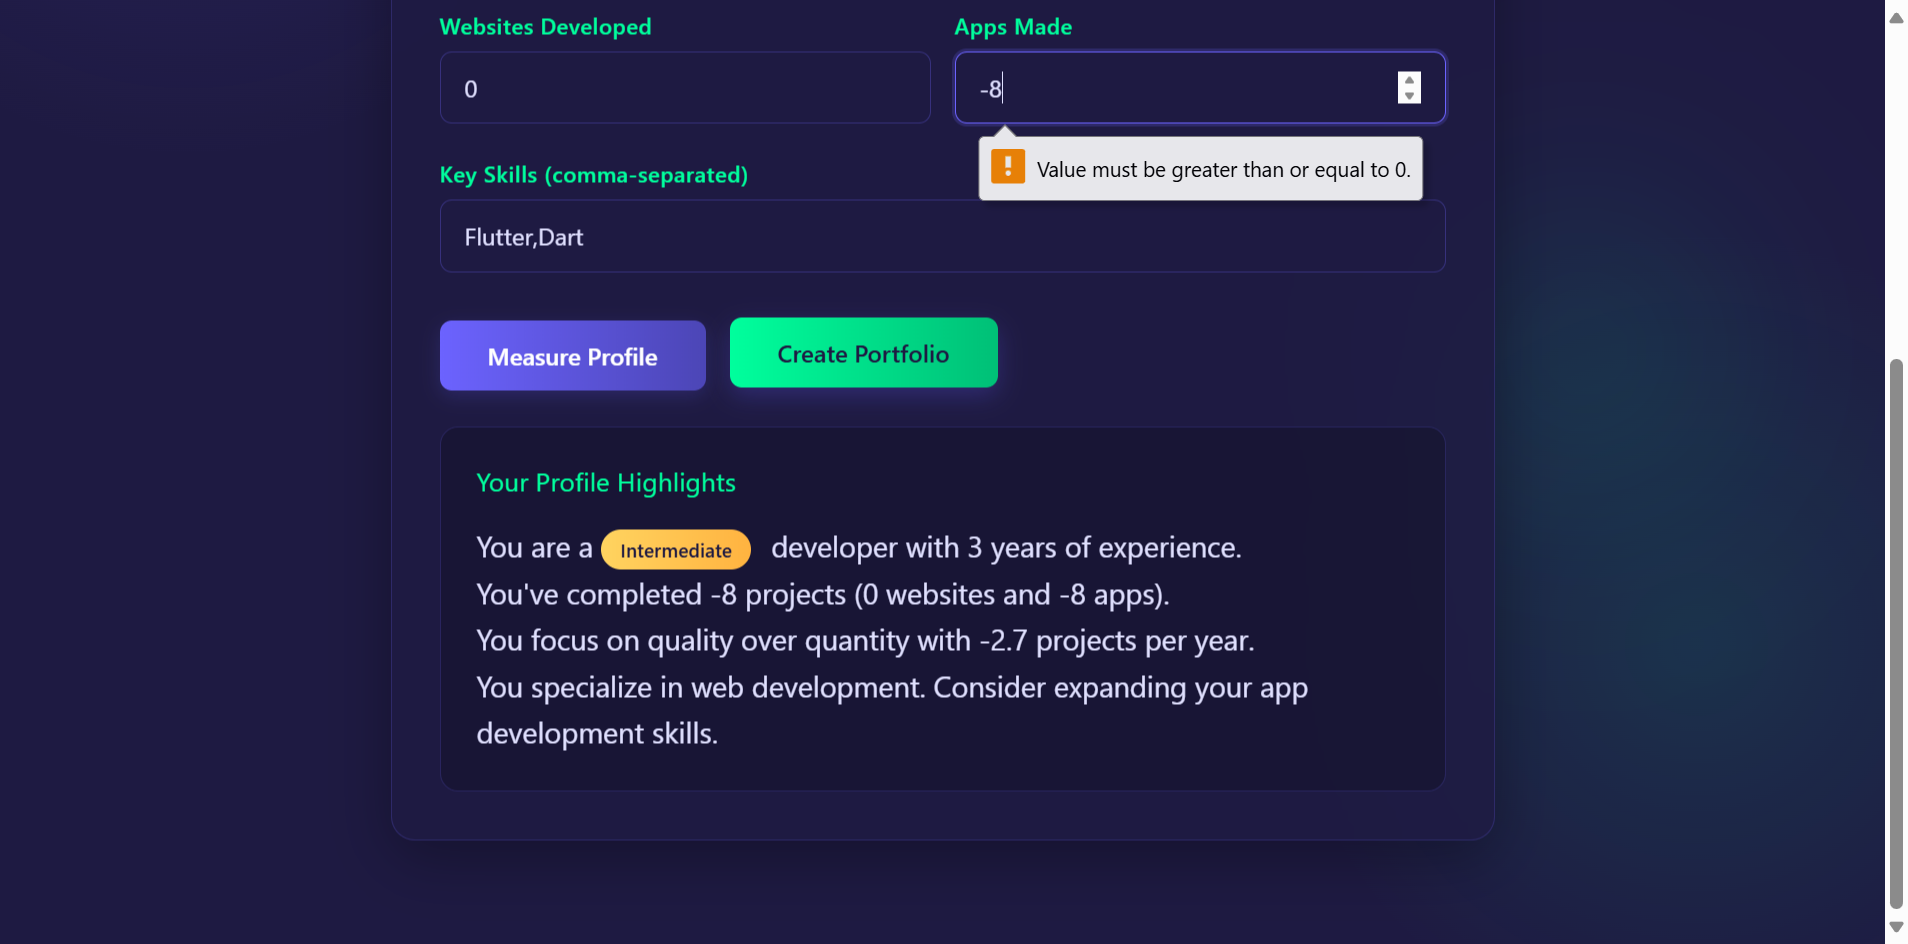 Websites Developed
Apps Made
0
-8
! Value must be greater than or equal to 0.
Key Skills (comma-separated)
Flutter,Dart
Measure Profile
Create Portfolio
Your Profile Highlights
You are a Intermediate developer with 3 years of experience.
You've completed -8 projects (0 websites and -8 apps).
You focus on quality over quantity with -2.7 projects per year.
You specialize in web development. Consider expanding your app
development skills.